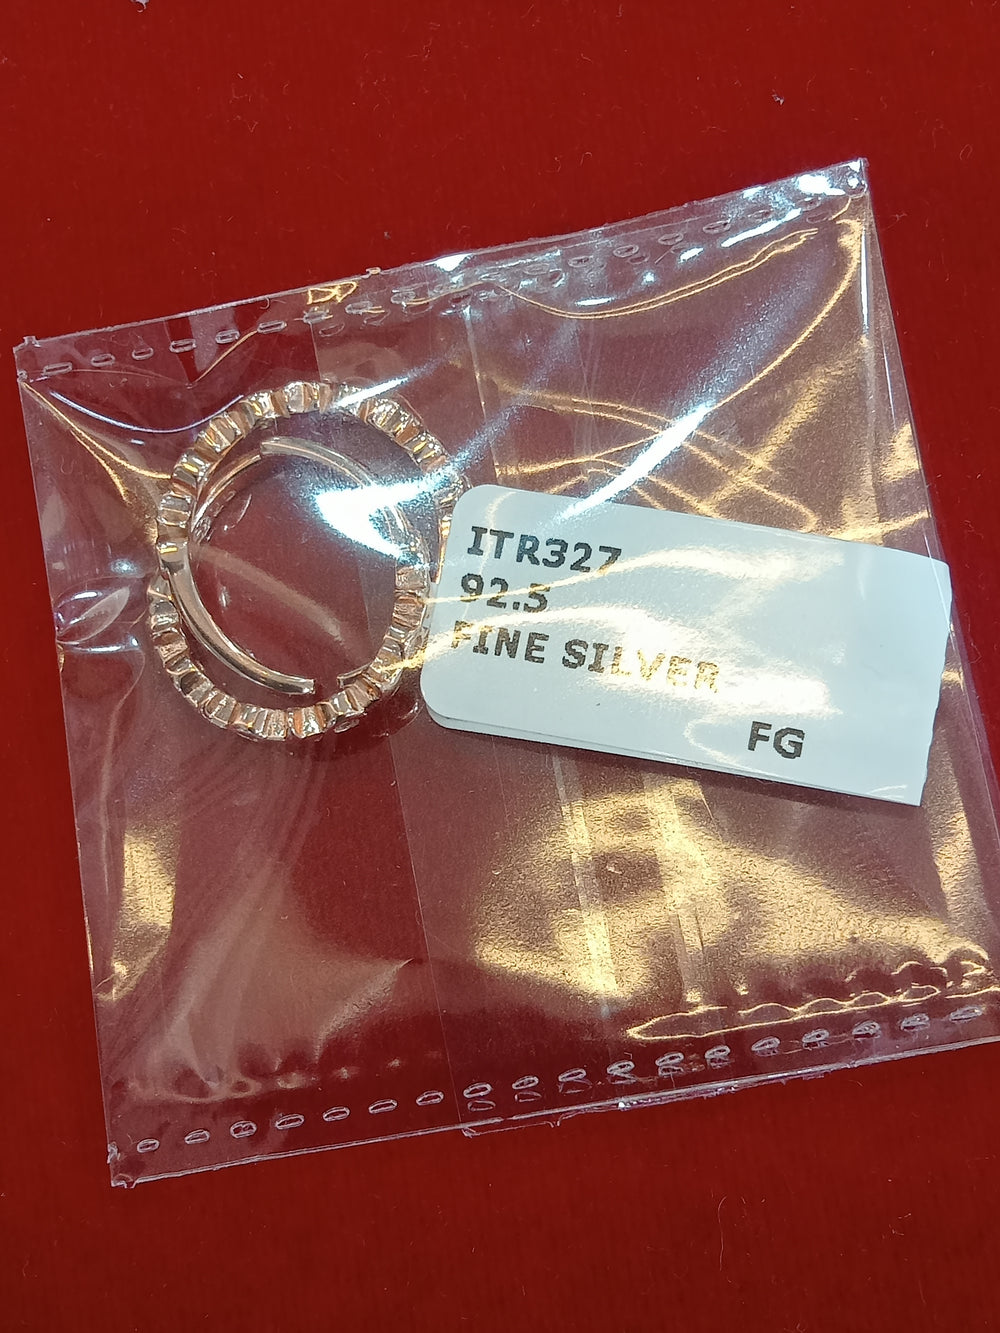 ITR327
92.5
FINE SILVER
FG